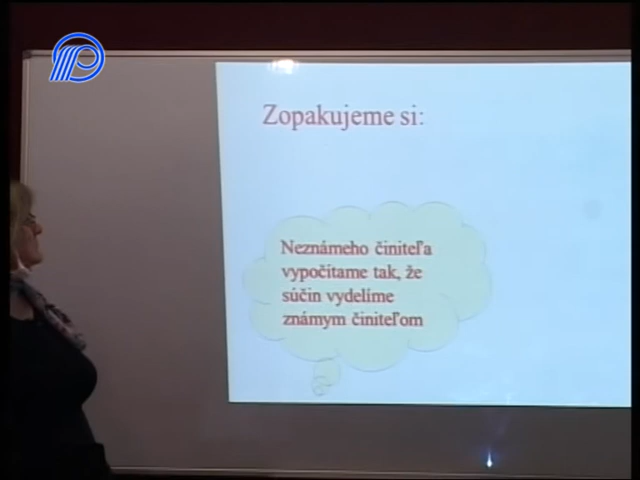 Zopakujeme si:
Neznámeho činiteľa
vypočítame tak, že
súčin vydelíme
známym činiteľom